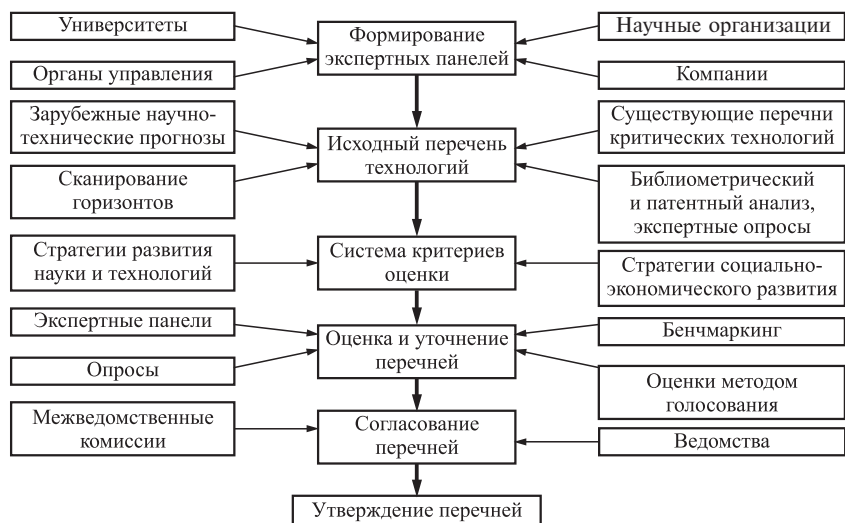 Университеты
Формирование
экспертных панелей
Научные организации
Органы управления
Компании
Зарубежные научно-
технические прогнозы
Исходный перечень
технологий
Существующие перечни
критических технологий
Сканирование
горизонтов
Библиометрический
и патентный анализ,
экспертные опросы
Стратегии развития
науки и технологий
Система критериев
оценки
Стратегии социально-
экономического развития
Экспертные панели
Оценка и уточнение
перечней
Бенчмаркинг
Опросы
Оценки методом
голосования
Межведомственные
комиссии
Согласование
перечней
Ведомства
Утверждение перечней